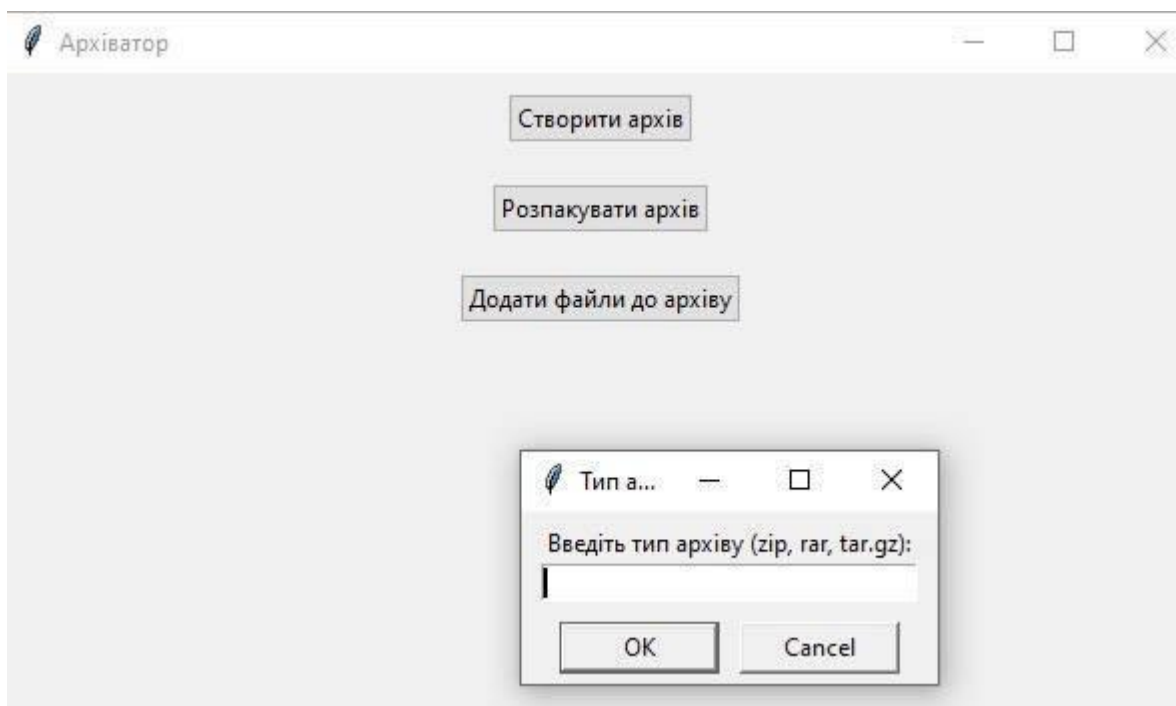 Архіватор
Створити архів
Розпакувати архів
Додати файли до архіву
Тип а...
Введіть тип архіву (zip, rar, tar.gz):
OK
Cancel